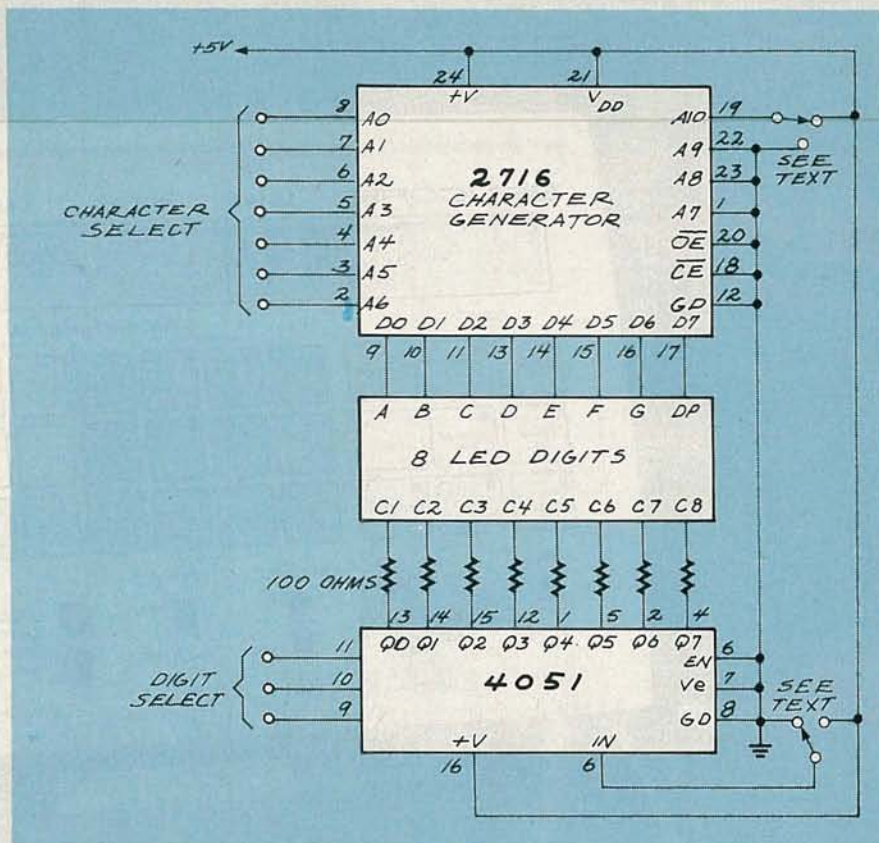 +5V
24 21
+V VDD
8 A0 A10 19
7 A1 A9 22
6 A2 2716 A8 23
SEE TEXT
5 A3 CHARACTER A7 1
CHARACTER SELECT
4 A4 GENERATOR OE 20
3 A5 CE 18
2 A6 GD 12
D0 D1 D2 D3 D4 D5 D6 D7
9 10 11 13 14 15 16 17
A B C D E F G DP
8 LED DIGITS
C1 C2 C3 C4 C5 C6 C7 C8
100 OHMS
13 14 15 12 1 5 2 4
Q0 Q1 Q2 Q3 Q4 Q5 Q6 Q7
11 EN 6
DIGIT SELECT
10 4051 Ve 7
SEE TEXT
9 GD 8
+V IN
16 6